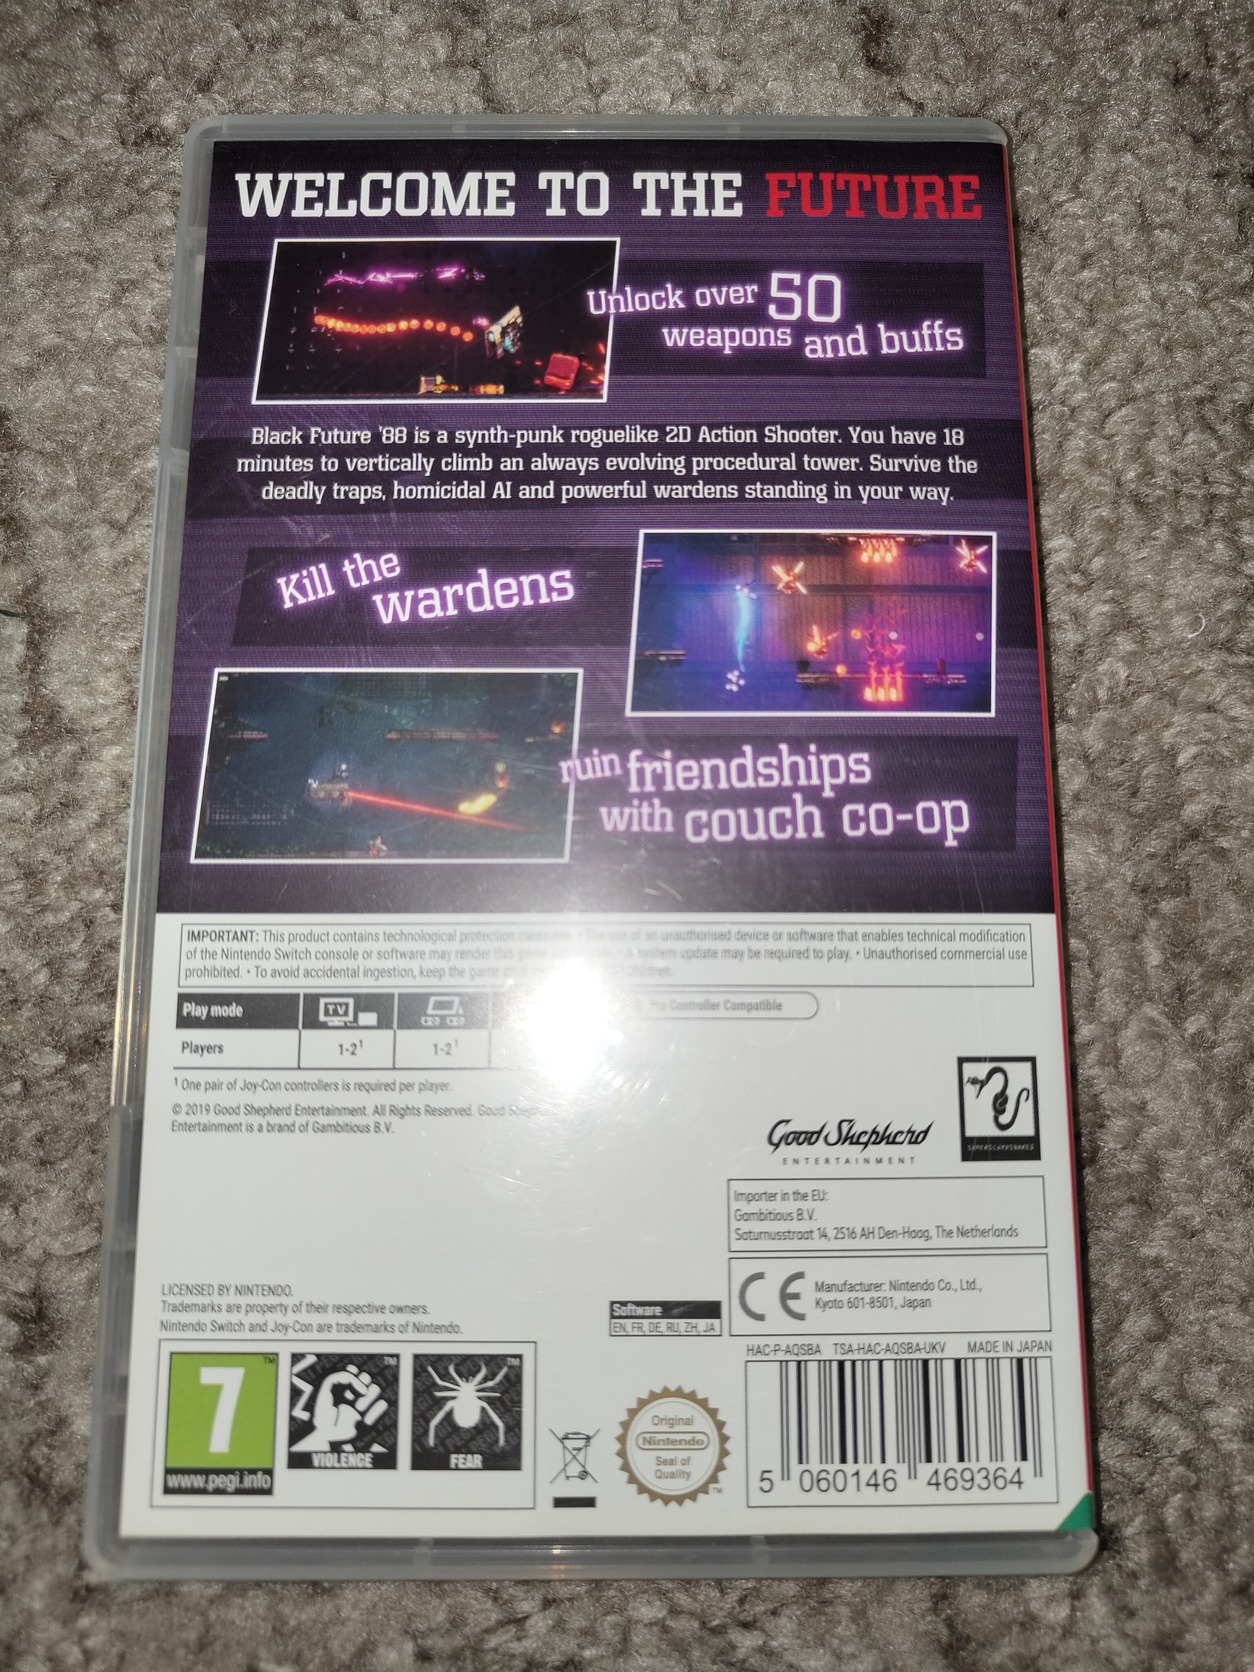 WELCOME TO THE FUTURE
Unlock over 50
weapons and buffs
Black Future '88 is a synth-punk roguelike 2D Action Shooter. You have 18
minutes to vertically climb an always evolving procedural tower. Survive the
deadly traps, homicidal AI and powerful wardens standing in your way.
Kill the
wardens
ruin friendships
with couch co-op
IMPORTANT: This product contains technological protection measures. • The use of an unauthorised device or software that enables technical modification
of the Nintendo Switch console or software may render this game • A system update may be required to play. • Unauthorised commercial use
prohibited. • To avoid accidental ingestion, keep the game children.
Play mode
TV
Pro Controller Compatible
Players
1-2¹
1-2¹
¹ One pair of Joy-Con controllers is required per player.
© 2019 Good Shepherd Entertainment. All Rights Reserved. Good
Entertainment is a brand of Gambitious B.V.
Good Shepherd
ENTERTAINMENT
SUPERSCARYSNAKES
Importer in the EU:
Gambitious B.V.
Saturnusstraat 14, 2516 AH Den-Haag, The Netherlands
CE
Manufacturer: Nintendo Co., Ltd.,
Kyoto 601-8501, Japan
LICENSED BY NINTENDO.
Trademarks are property of their respective owners.
Nintendo Switch and Joy-Con are trademarks of Nintendo.
Software
EN, FR, DE, RU, ZH, JA
HAC-P-AQSBA TSA-HAC-AQSBA-UKV MADE IN JAPAN
7
TM
www.pegi.info
TM
VIOLENCE
TM
FEAR
Original
Nintendo
Seal of
Quality
TM
5 060146 469364